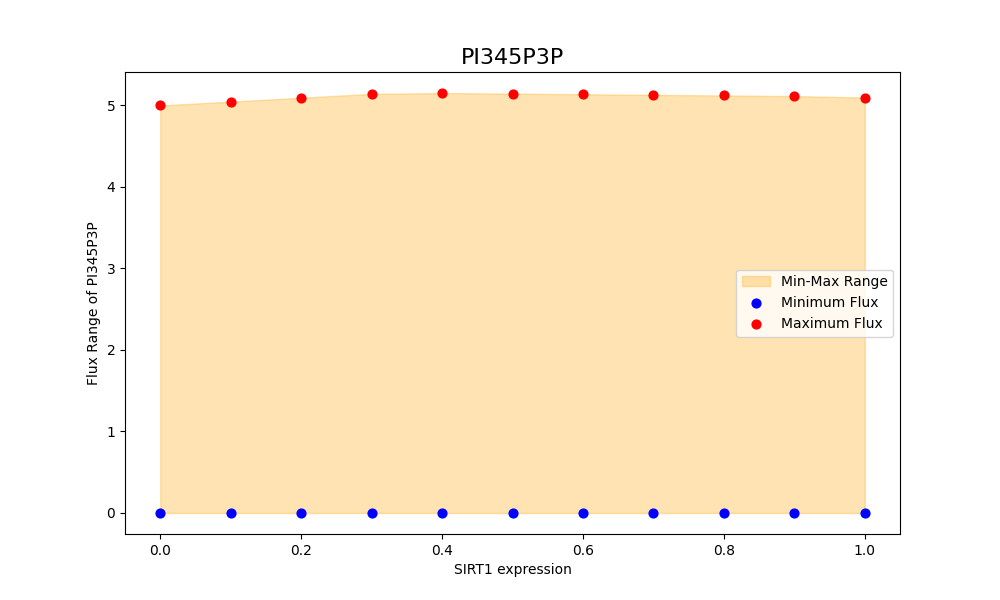 PI345P3P
Flux Range of PI345P3P
5
4
3
2
1
0
Min-Max Range
Minimum Flux
Maximum Flux
0.0
0.2
0.4
0.6
0.8
1.0
SIRT1 expression